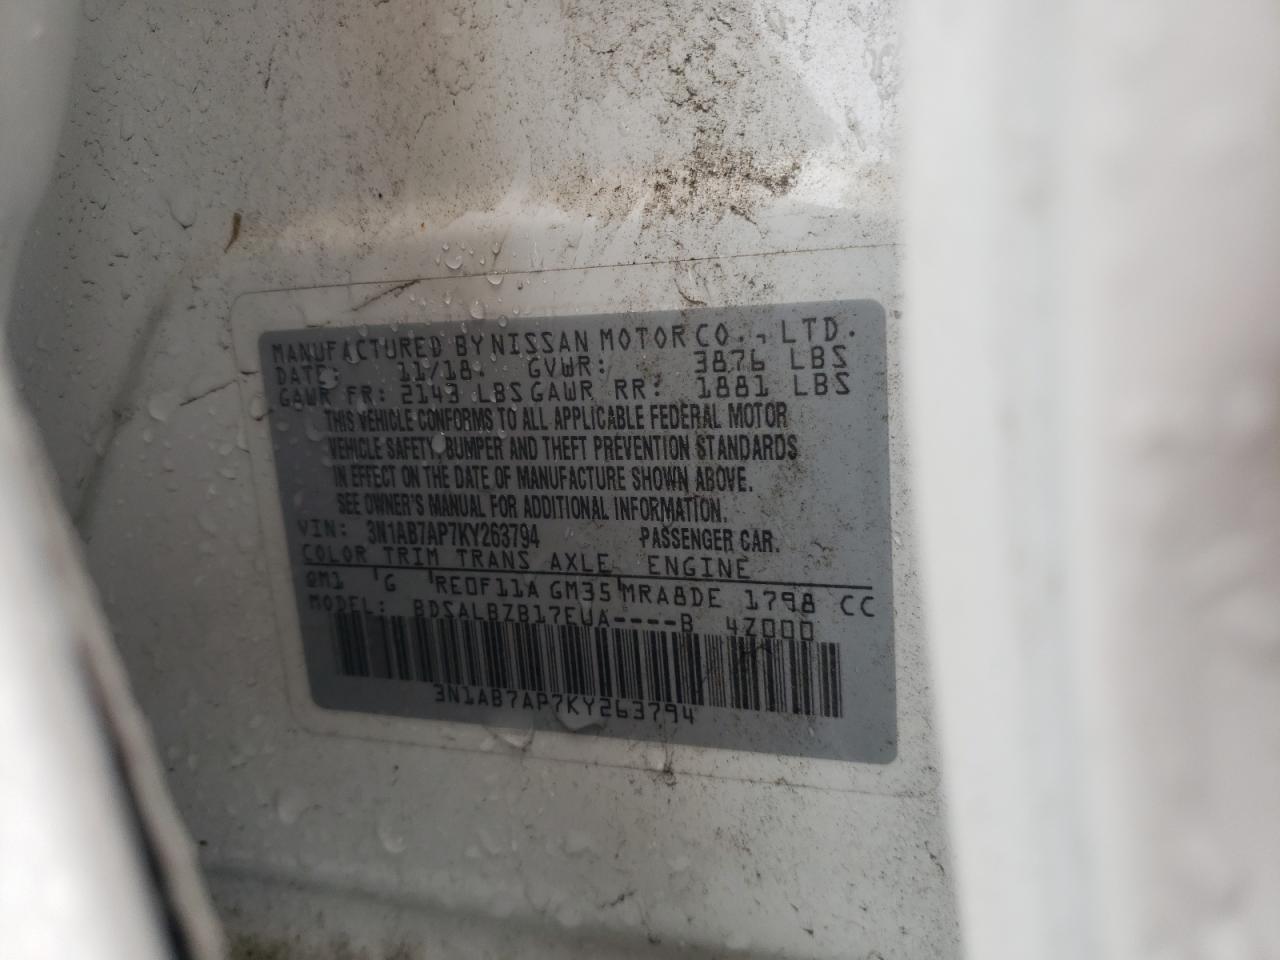 MANUFACTURED BY NISSAN MOTOR CO., LTD.
DATE: 11/18 GVWR: 3876 LBS
GAWR FR: 2143 LBS GAWR RR: 1881 LBS
THIS VEHICLE CONFORMS TO ALL APPLICABLE FEDERAL MOTOR
VEHICLE SAFETY, BUMPER AND THEFT PREVENTION STANDARDS
IN EFFECT ON THE DATE OF MANUFACTURE SHOWN ABOVE.
SEE OWNER'S MANUAL FOR ADDITIONAL INFORMATION.
VIN: 3N1AB7AP7KY263794 PASSENGER CAR.
COLOR TRIM TRANS AXLE ENGINE
QM1 G RE0F11A GM35 MRA8DE 1798 CC
MODEL: BDSALBZB17EUA----B 4Z000
3N1AB7AP7KY263794